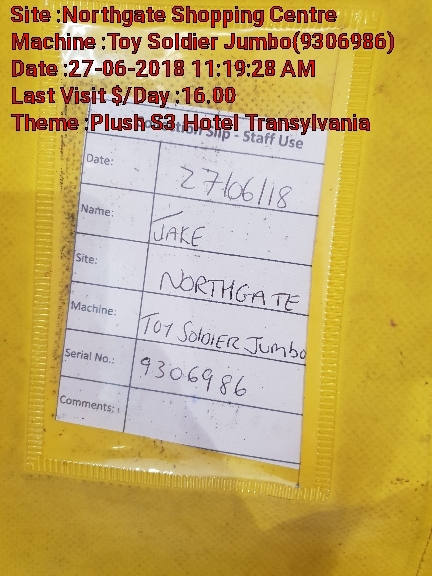 Site :Northgate Shopping Centre
Machine :Toy Soldier Jumbo(9306986)
Date :27-06-2018 11:19:28 AM
Last Visit $/Day :16.00
Theme :Plush S3 Hotel Transylvania
Slip - Staff Use
Date: 27/06/18
Name: JAKE
Site: NORTHGATE
Machine: TOY SOLDIER JUMBO
Serial No.: 9306986
Comments: